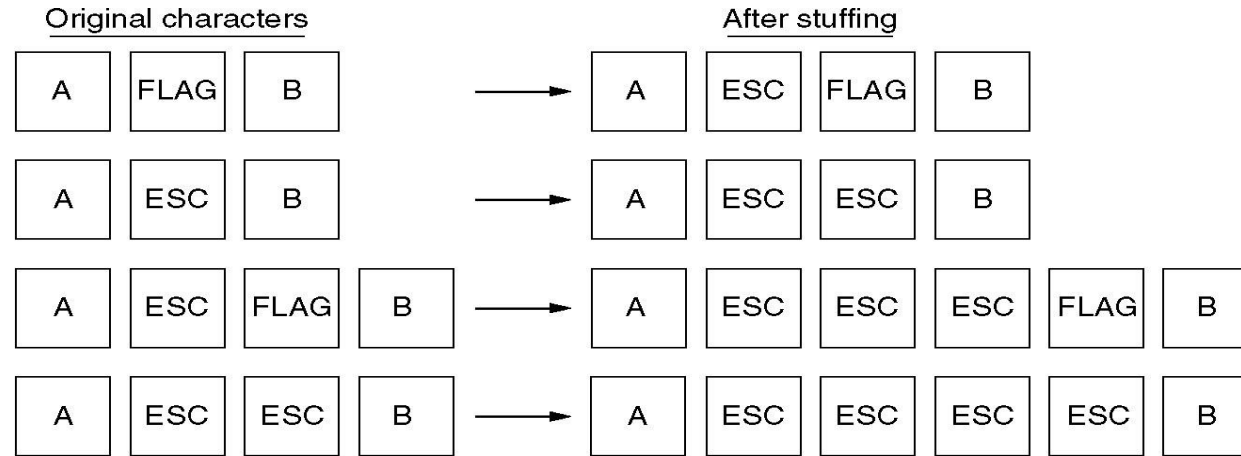 Original characters After stuffing
A FLAG B A ESC FLAG B
A ESC B A ESC ESC B
A ESC FLAG B A ESC ESC ESC FLAG B
A ESC ESC B A ESC ESC ESC ESC B